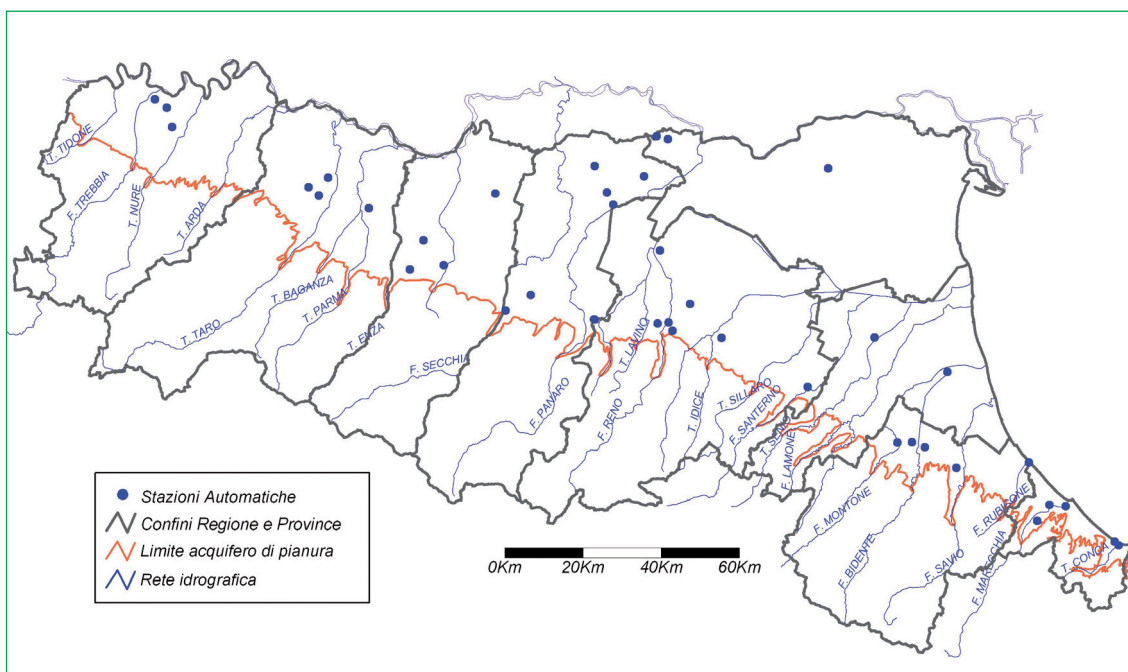 T. TIDONE
F. TREBBIA
T. NURE
T. ARDA
T. TARO
T. BAGANZA
T. PARMA
T. ENZA
F. SECCHIA
F. PANARO
F. RENO
T. LAVINO
T. IDICE
T. SILLARO
F. SANTERNO
T. SENIO
F. LAMONE
F. MONTONE
F. BIDENTE
F. SAVIO
F. RUBICONE
F. MARECCHIA
T. CONCA
Stazioni Automatiche
Confini Regione e Province
Limite acquifero di pianura
Rete idrografica
0Km 20Km 40Km 60Km